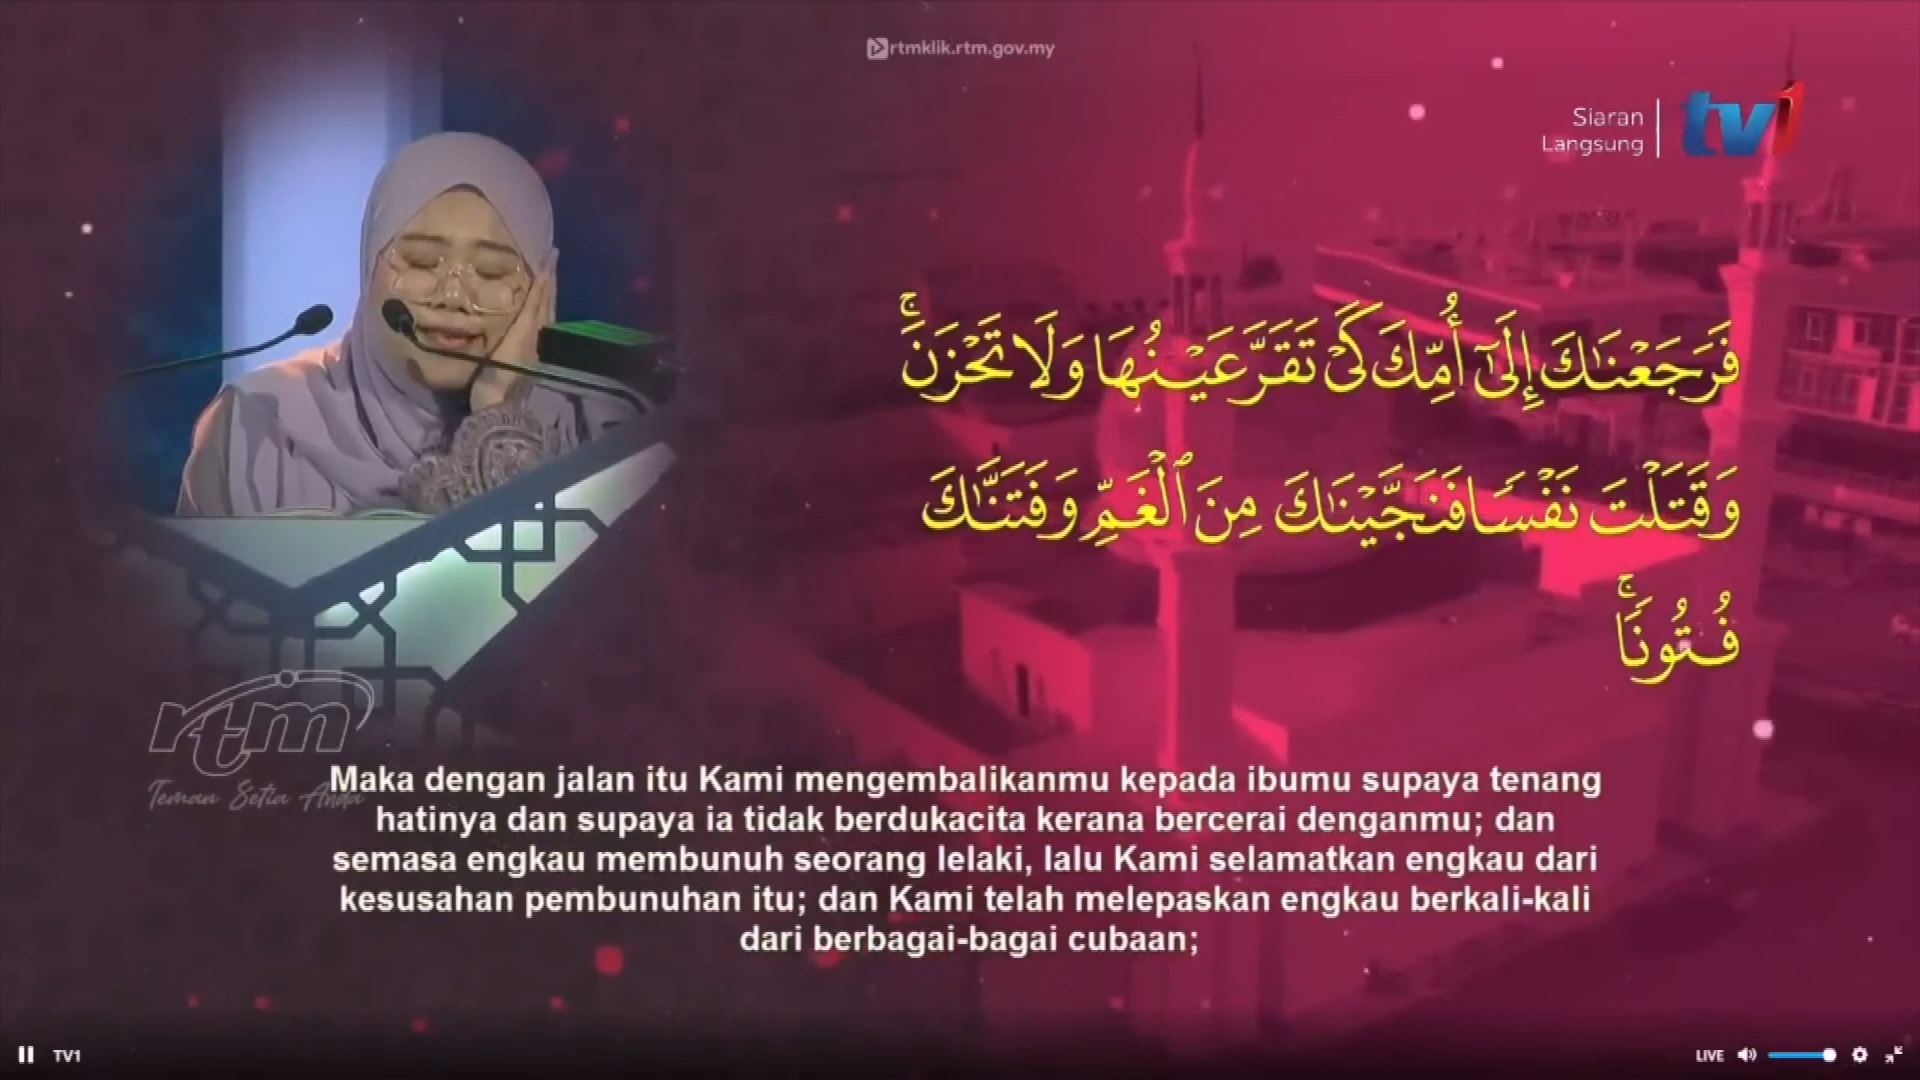 rtmklik.rtm.gov.my
Siaran
Langsung
tv1
فَرَجَعْنَٰكَ إِلَىٰٓ أُمِّكَ كَىْ تَقَرَّ عَيْنُهَا وَلَا تَحْزَنَ ۚ
وَقَتَلْتَ نَفْسًا فَنَجَّيْنَٰكَ مِنَ ٱلْغَمِّ وَفَتَنَّٰكَ
فُتُونًا ۚ
rtm
Teman Setia Anda
Maka dengan jalan itu Kami mengembalikanmu kepada ibumu supaya tenang
hatinya dan supaya ia tidak berdukacita kerana bercerai denganmu; dan
semasa engkau membunuh seorang lelaki, lalu Kami selamatkan engkau dari
kesusahan pembunuhan itu; dan Kami telah melepaskan engkau berkali-kali
dari berbagai-bagai cubaan;
TV1
LIVE